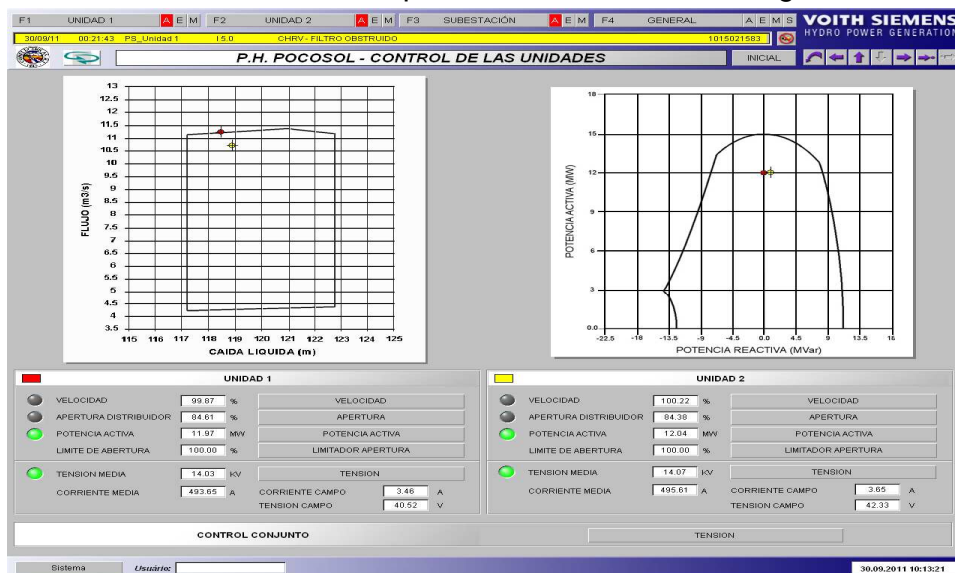 F1 UNIDAD 1 A E M F2 UNIDAD 2 A E M F3 SUBESTACIÓN A E M F4 GENERAL A E M S VOITH SIEMENS
HYDRO POWER GENERATION
30/09/11 00:21:43 PS_Unidad 1 I 5.0 CHRV - FILTRO OBSTRUIDO 1015021583
P.H. POCOSOL - CONTROL DE LAS UNIDADES INICIAL
13
12.5
12
11.5
11
10.5
10
9.5
9
8.5
8
7.5
7
6.5
6
5.5
5
4.5
4
3.5
FLUJO (m3/s)
115 116 117 118 119 120 121 122 123 124 125
CAIDA LIQUIDA (m)
18
15
12
9
6
3
0.0
POTENCIA ACTIVA (MW)
-22.5 -18 -13.5 -9 -4.5 0.0 4.5 9 13.5 16
POTENCIA REACTIVA (MVar)
UNIDAD 1
VELOCIDAD 99.87 % VELOCIDAD
APERTURA DISTRIBUIDOR 84.61 % APERTURA
POTENCIA ACTIVA 11.97 MW POTENCIA ACTIVA
LIMITE DE ABERTURA 100.00 % LIMITADOR APERTURA
TENSION MEDIA 14.03 KV TENSION
CORRIENTE MEDIA 493.65 A CORRIENTE CAMPO 3.46 A
TENSION CAMPO 40.52 V
UNIDAD 2
VELOCIDAD 100.22 % VELOCIDAD
APERTURA DISTRIBUIDOR 84.38 % APERTURA
POTENCIA ACTIVA 12.04 MW POTENCIA ACTIVA
LIMITE DE ABERTURA 100.00 % LIMITADOR APERTURA
TENSION MEDIA 14.07 KV TENSION
CORRIENTE MEDIA 495.61 A CORRIENTE CAMPO 3.65 A
TENSION CAMPO 42.33 V
CONTROL CONJUNTO TENSION
Sistema Usuário: 30.09.2011 10:13:21